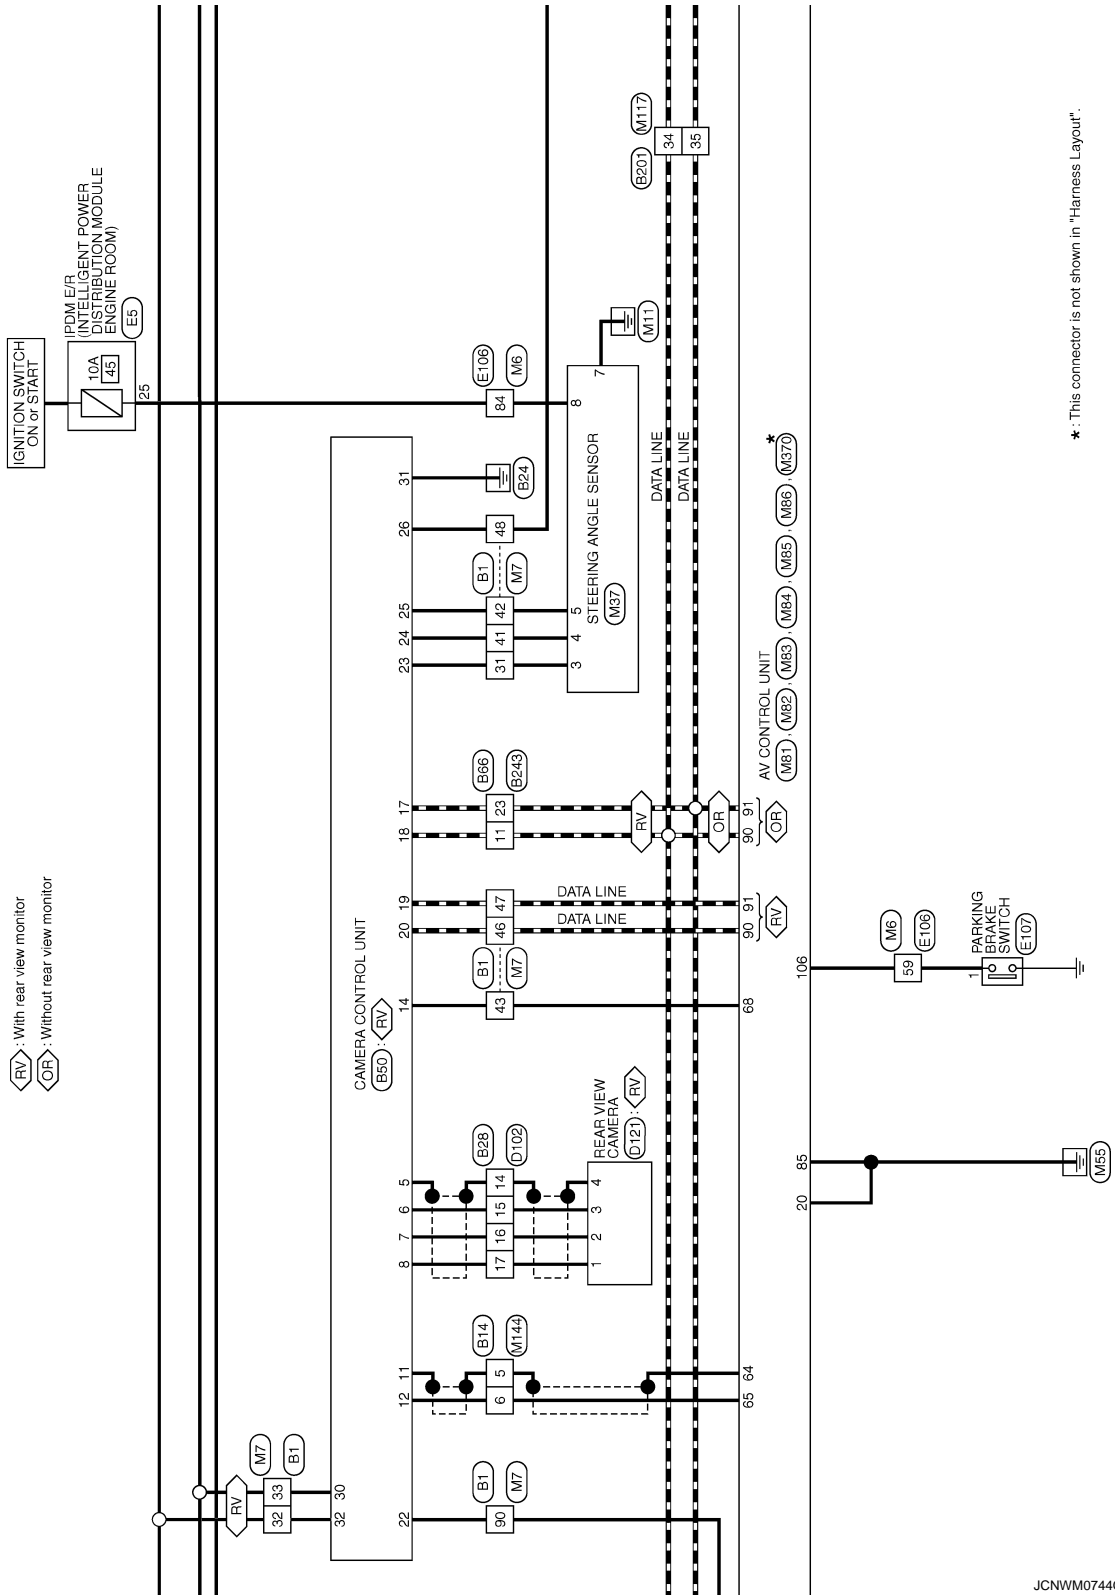 IGNITION SWITCH
ON or START
IPDM E/R
(INTELLIGENT POWER
DISTRIBUTION MODULE
ENGINE ROOM)
E5
10A
45
25
E106
M6
84
8
7
M11
STEERING ANGLE SENSOR
M37
5
4
3
31
B24
26
48
B1
M7
25
24
23
42
41
31
B201
M117
34
35
DATA LINE
DATA LINE
* : This connector is not shown in "Harness Layout".
AV CONTROL UNIT
M81 , M82 , M83 , M84 , M85 , M86 , M370 *
RV : With rear view monitor
OR : Without rear view monitor
CAMERA CONTROL UNIT
B50 : RV
17
18
B66
B243
23
11
RV
OR
91
90
OR
19
20
47
46
DATA LINE
DATA LINE
91
90
RV
B1
M7
14
43
68
106
M6
E106
59
PARKING
BRAKE
SWITCH
E107
1
REAR VIEW
CAMERA
D121 : RV
B28
D102
5
6
7
8
14
15
16
17
4
3
2
1
85
20
M55
B14
M144
11
12
5
6
64
65
M7
B1
RV
33
32
30
32
22
B1
M7
90
JCNWM0744